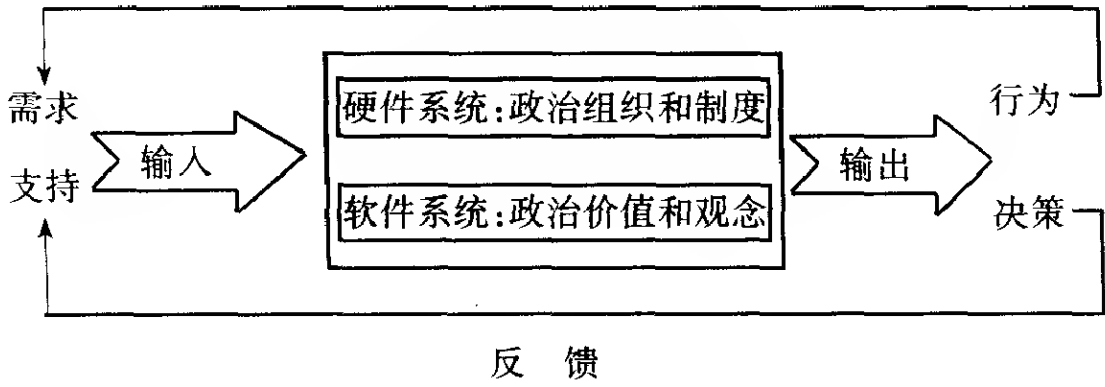 需求
支持
输入
硬件系统:政治组织和制度
软件系统:政治价值和观念
输出
行为
决策
反 馈